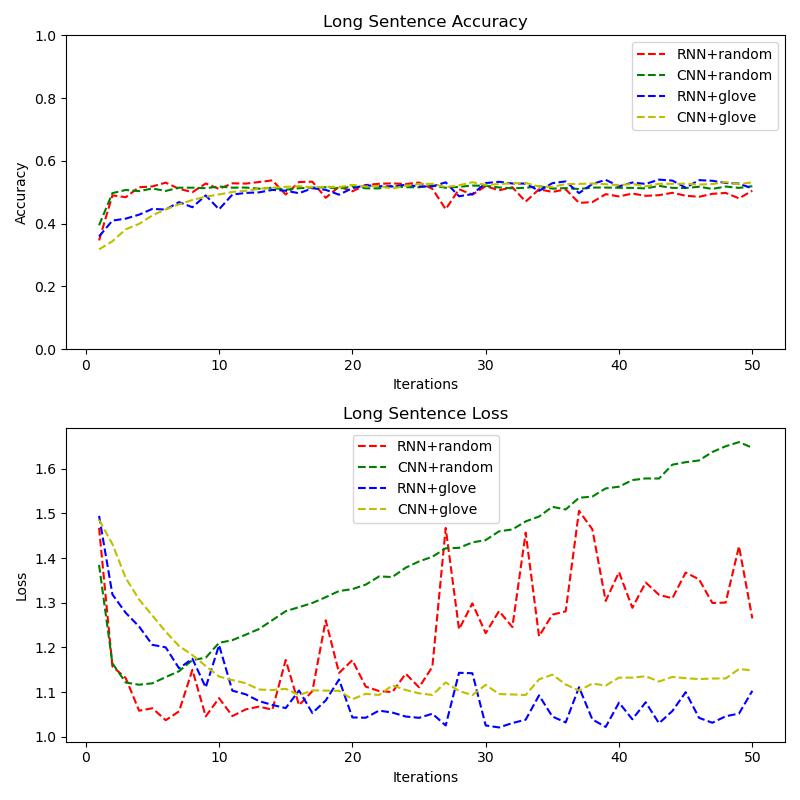 Long Sentence Accuracy
1.0
0.8
0.6
0.4
0.2
0.0
Accuracy
RNN+random
CNN+random
RNN+glove
CNN+glove
0 10 20 30 40 50
Iterations
Long Sentence Loss
1.6
1.5
1.4
1.3
1.2
1.1
1.0
Loss
RNN+random
CNN+random
RNN+glove
CNN+glove
0 10 20 30 40 50
Iterations